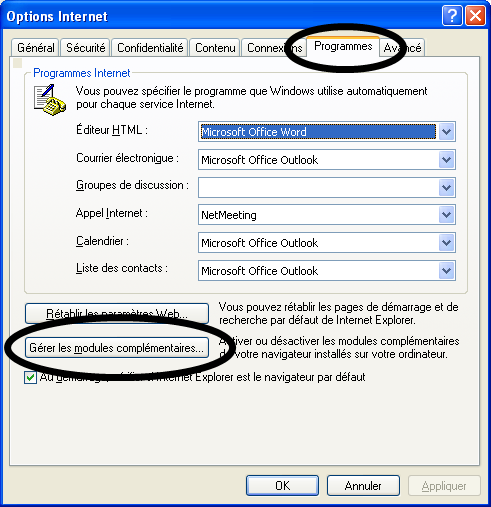 Options Internet
Général Sécurité Confidentialité Contenu Connexions Programmes Avancé
Programmes Internet
Vous pouvez spécifier le programme que Windows utilise automatiquement
pour chaque service Internet.
Éditeur HTML : Microsoft Office Word
Courrier électronique : Microsoft Office Outlook
Groupes de discussion :
Appel Internet : NetMeeting
Calendrier : Microsoft Office Outlook
Liste des contacts : Microsoft Office Outlook
Rétablir les paramètres Web... Vous pouvez rétablir les pages de démarrage et de
recherche par défaut de Internet Explorer.
Gérer les modules complémentaires... Activer ou désactiver les modules complémentaires
de votre navigateur installés sur votre ordinateur.
Au démarrage, vérifier si Internet Explorer est le navigateur par défaut
OK Annuler Appliquer